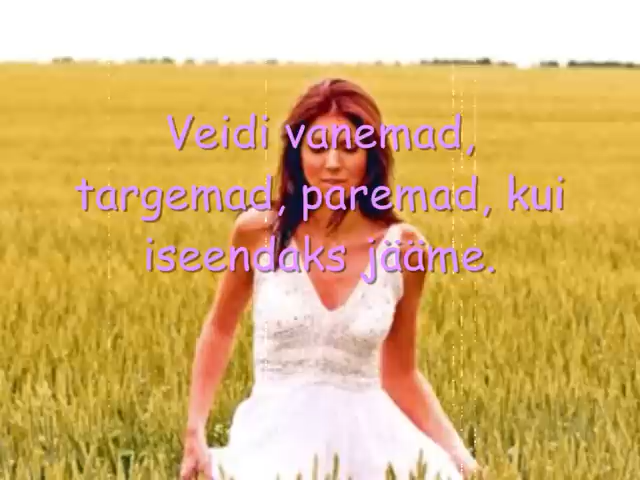 Veidi vanemad,
targemad, paremad, kui
iseendaks jääme.